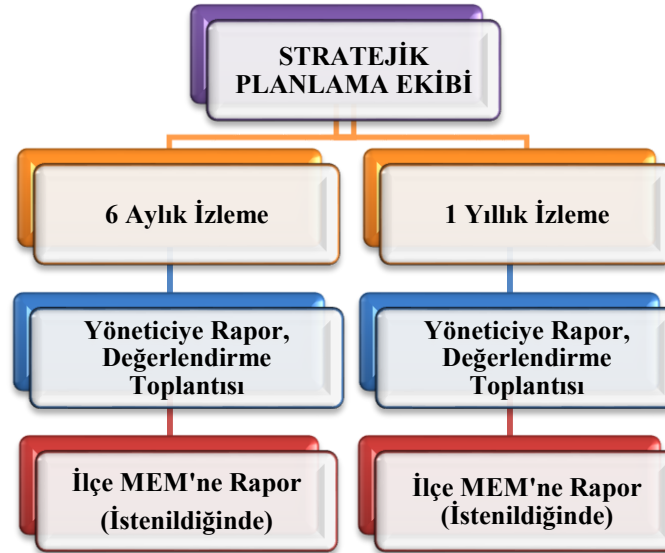 STRATEJİK
PLANLAMA EKİBİ
6 Aylık İzleme
1 Yıllık İzleme
Yöneticiye Rapor,
Değerlendirme
Toplantısı
Yöneticiye Rapor,
Değerlendirme
Toplantısı
İlçe MEM'ne Rapor
(İstenildiğinde)
İlçe MEM'ne Rapor
(İstenildiğinde)